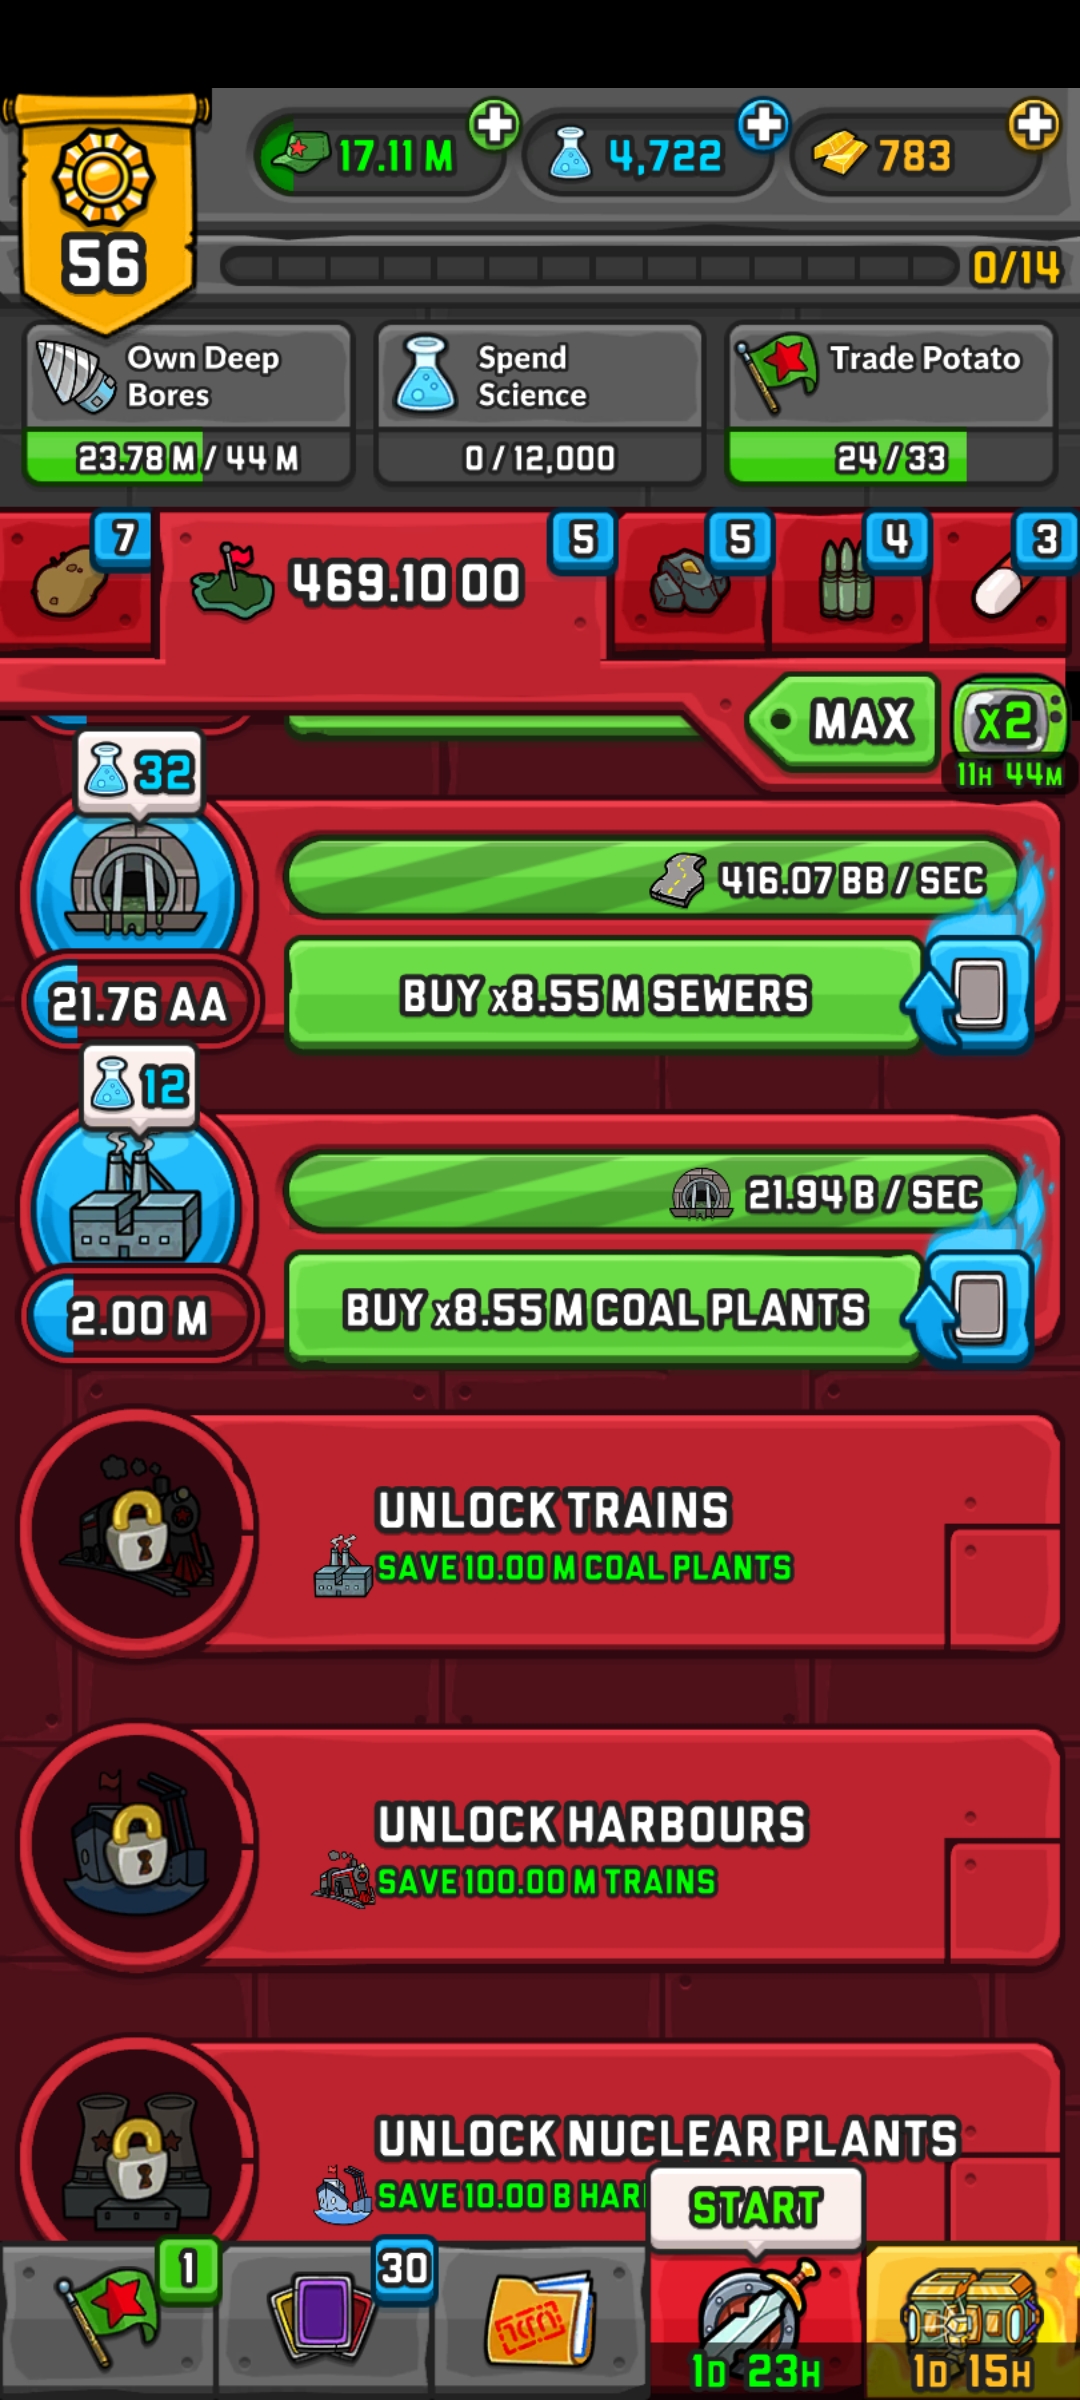 17.11 M
4,722
783
56
0/14
Own Deep
Bores
23.78 M / 44 M
Spend
Science
0 / 12,000
Trade Potato
24 / 33
7
469.10 OO
5
5
4
3
MAX
x2
11H 44M
32
416.07 BB / SEC
BUY x8.55 M SEWERS
21.76 AA
12
21.94 B / SEC
BUY x8.55 M COAL PLANTS
2.00 M
UNLOCK TRAINS
SAVE 10.00 M COAL PLANTS
UNLOCK HARBOURS
SAVE 100.00 M TRAINS
UNLOCK NUCLEAR PLANTS
SAVE 10.00 B HAR
START
1
30
1D 23H
1D 15H